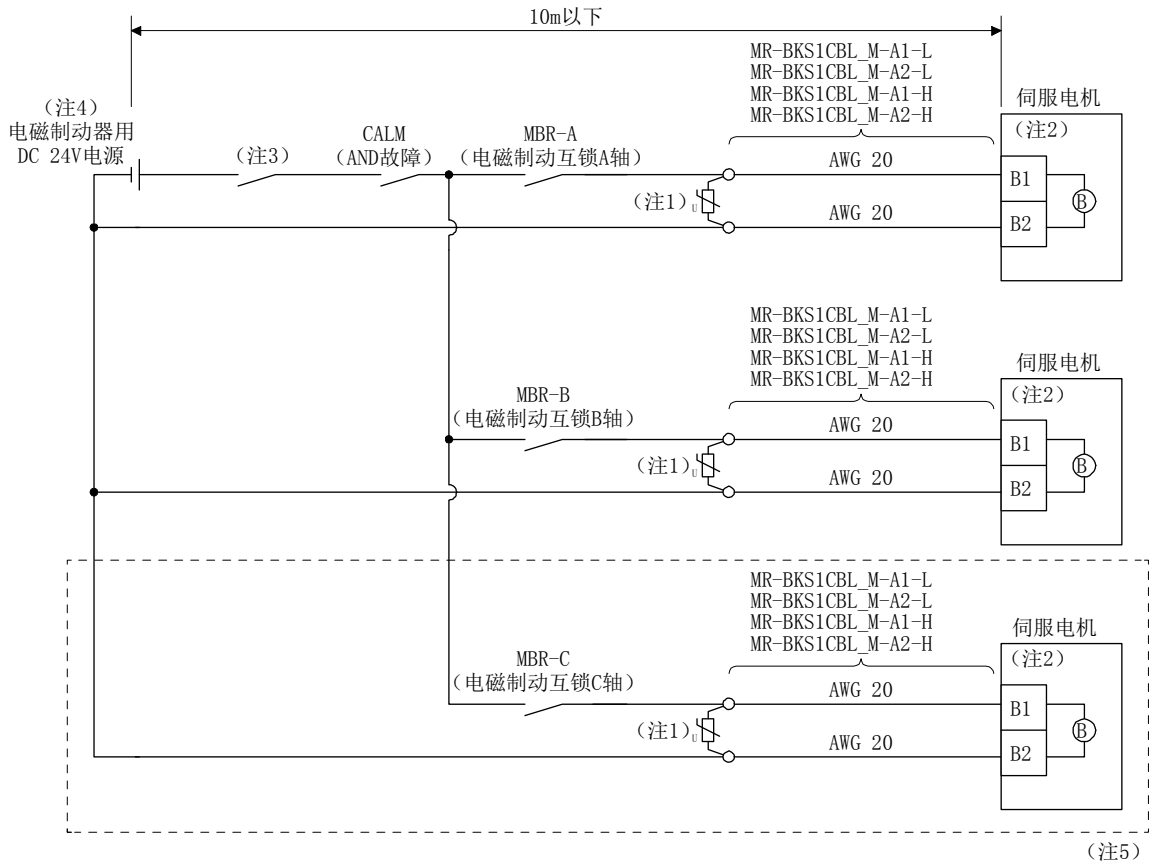 10m以下
MR-BKS1CBL_M-A1-L
MR-BKS1CBL_M-A2-L
MR-BKS1CBL_M-A1-H
MR-BKS1CBL_M-A2-H
（注4）
电磁制动器用
DC 24V电源
（注3）
CALM
（AND故障）
MBR-A
（电磁制动互锁A轴）
（注1）
U
AWG 20
AWG 20
伺服电机
（注2）
B1
B2
B
MR-BKS1CBL_M-A1-L
MR-BKS1CBL_M-A2-L
MR-BKS1CBL_M-A1-H
MR-BKS1CBL_M-A2-H
MBR-B
（电磁制动互锁B轴）
（注1）
U
AWG 20
AWG 20
伺服电机
（注2）
B1
B2
B
MR-BKS1CBL_M-A1-L
MR-BKS1CBL_M-A2-L
MR-BKS1CBL_M-A1-H
MR-BKS1CBL_M-A2-H
MBR-C
（电磁制动互锁C轴）
（注1）
U
AWG 20
AWG 20
伺服电机
（注2）
B1
B2
B
（注5）